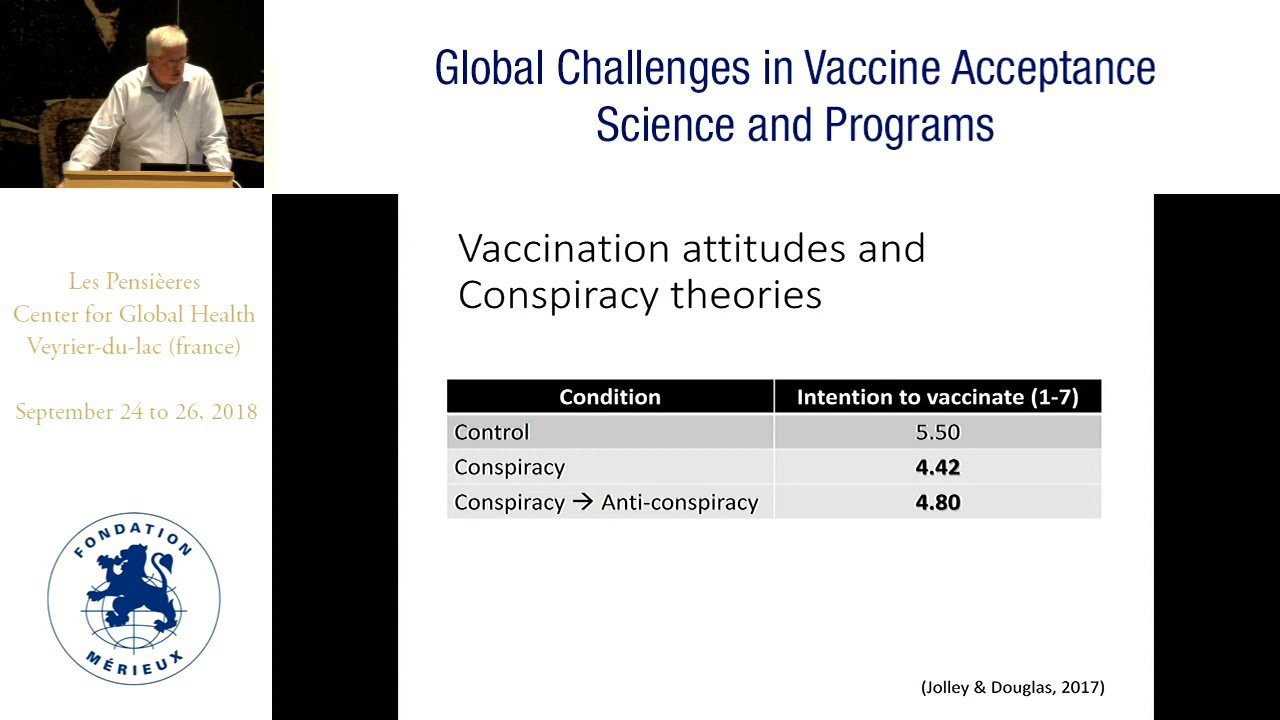 Global Challenges in Vaccine Acceptance
Science and Programs
Les Pensièeres
Center for Global Health
Veyrier-du-lac (france)
September 24 to 26, 2018
FONDATION
MÉRIEUX
Vaccination attitudes and
Conspiracy theories
Condition Intention to vaccinate (1-7)
Control 5.50
Conspiracy 4.42
Conspiracy → Anti-conspiracy 4.80
(Jolley & Douglas, 2017)